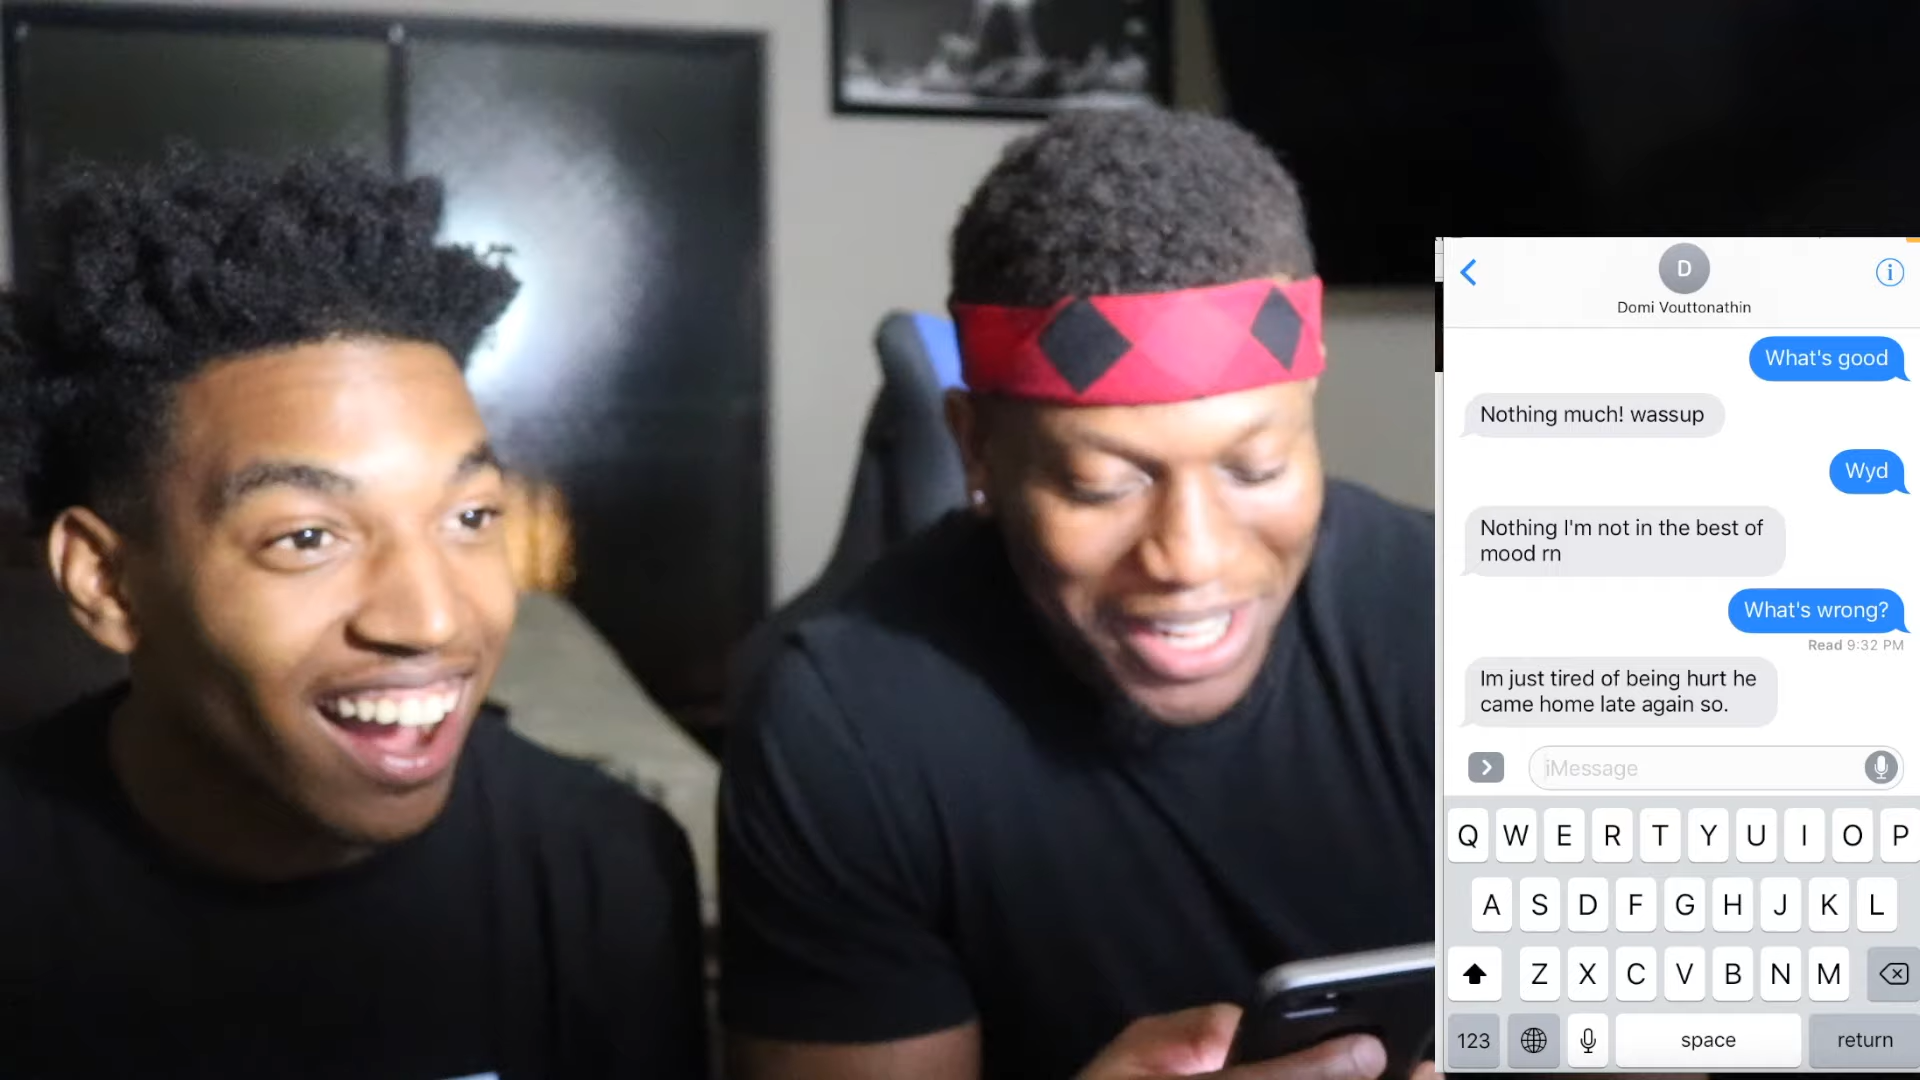 D
Domi Vouttonathin
What's good
Nothing much! wassup
Wyd
Nothing I'm not in the best of
mood rn
What's wrong?
Read 9:32 PM
Im just tired of being hurt he
came home late again so.
iMessage
Q W E R T Y U I O P
A S D F G H J K L
Z X C V B N M
123 space return